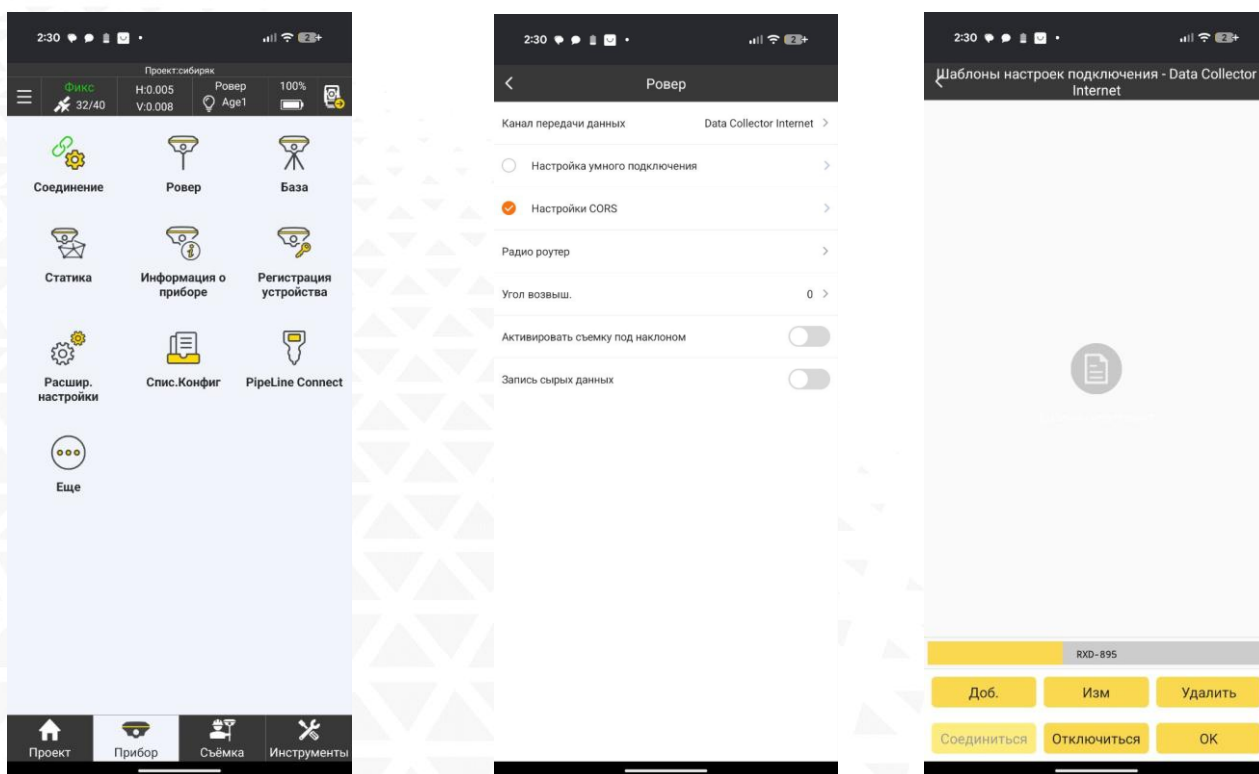 2:30
2+
Проект:сибиряк
Фикс
32/40
H:0.005
V:0.008
Ровер
Age1
100%
Соединение
Ровер
База
Статика
Информация о
приборе
Регистрация
устройства
Расшир.
настройки
Спис.Конфиг
PipeLine Connect
Еще
Проект
Прибор
Съёмка
Инструменты
2:30
2+
Ровер
Канал передачи данных
Data Collector Internet
Настройка умного подключения
Настройки CORS
Радио роутер
Угол возвыш.
0
Активировать съемку под наклоном
Запись сырых данных
2:30
2+
Шаблоны настроек подключения - Data Collector
Internet
RXD-895
Доб.
Изм
Удалить
Соединиться
Отключиться
OK